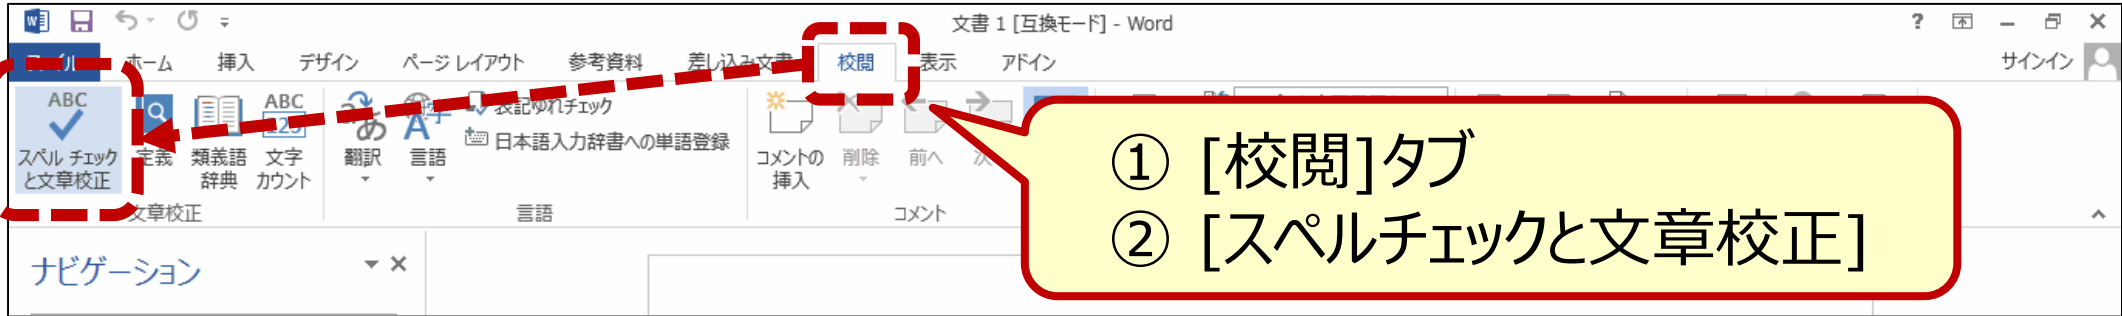 文書 1 [互換モード] - Word
?
ホーム 挿入 デザイン ページ レイアウト 参考資料 差し込み文書 校閲 表示 アドイン サインイン
ABC
スペル チェック
と文章校正
定義
類義語
辞典
ABC
123
文字
カウント
文章校正
翻訳
言語
表記ゆれチェック
日本語入力辞書への単語登録
言語
コメントの
挿入
削除
前へ
コメント
① [校閲]タブ
② [スペルチェックと文章校正]
ナビゲーション